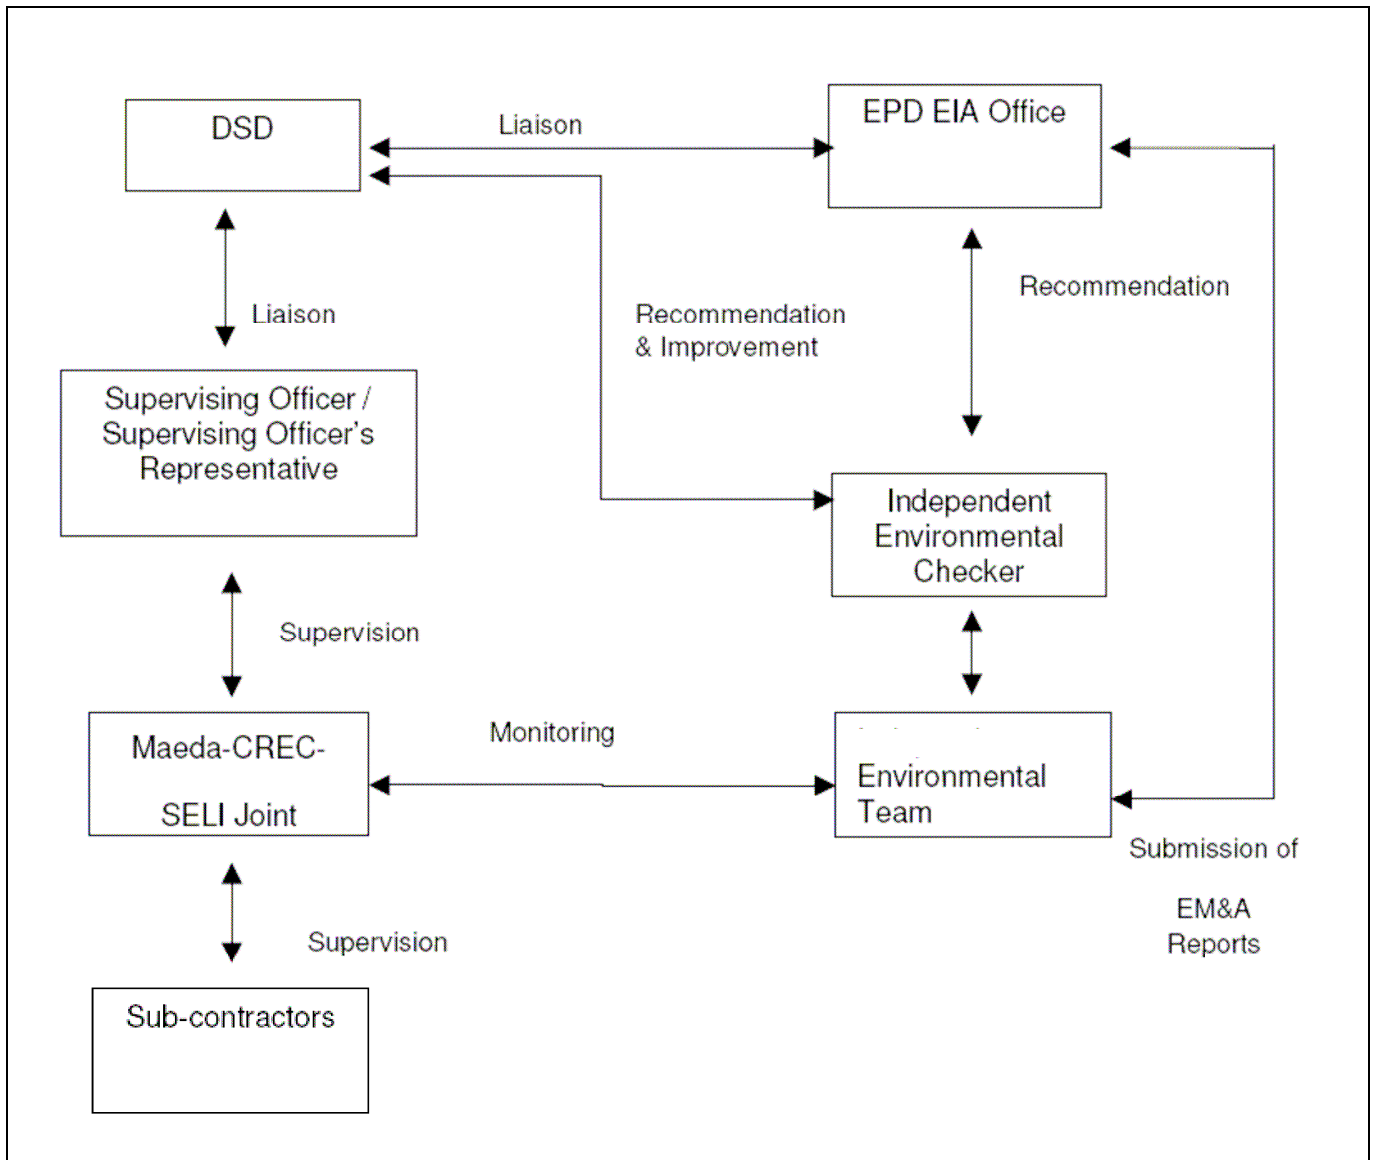 DSD
Liaison
EPD EIA Office
Liaison
Recommendation
& Improvement
Recommendation
Supervising Officer /
Supervising Officer's
Representative
Independent
Environmental
Checker
Supervision
Maeda-CREC-
SELI Joint
Monitoring
Environmental
Team
Submission of
EM&A
Reports
Supervision
Sub-contractors